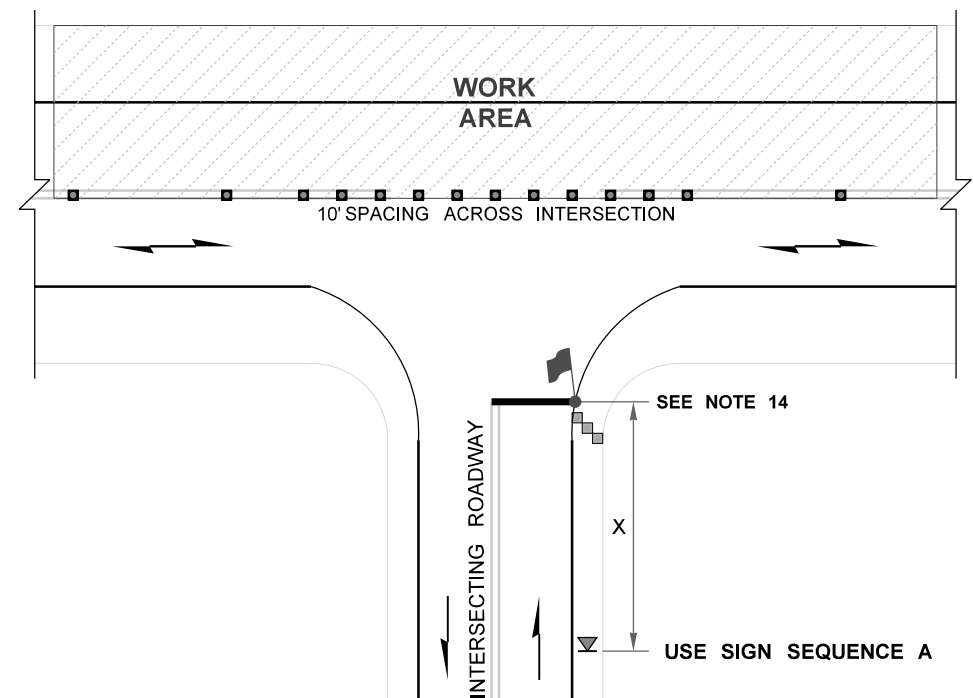 WORK
AREA
10' SPACING ACROSS INTERSECTION
SEE NOTE 14
INTERSECTING ROADWAY
X
USE SIGN SEQUENCE A